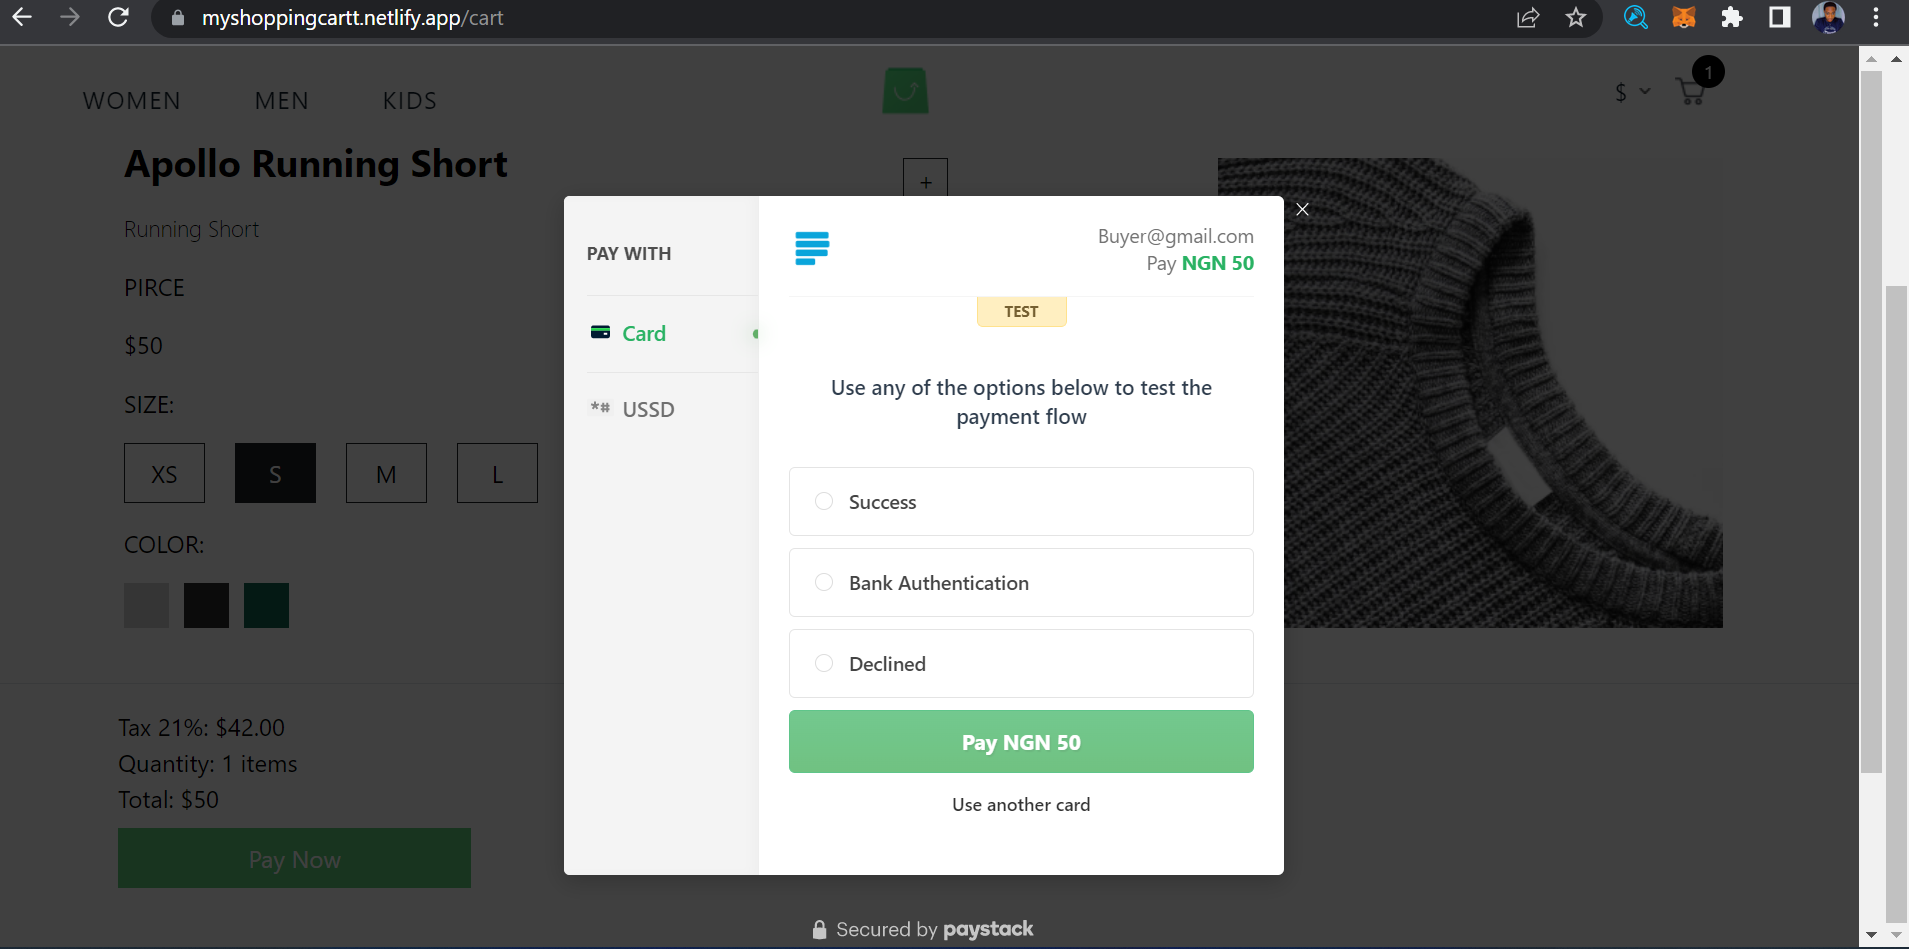 myshoppingcartt.netlify.app/cart
WOMEN MEN KIDS
$
1
Apollo Running Short
Running Short
PIRCE
$50
SIZE:
XS S M L
COLOR:
+
Tax 21%: $42.00
Quantity: 1 items
Total: $50
Pay Now
PAY WITH
Card
*# USSD
Buyer@gmail.com
Pay NGN 50
TEST
Use any of the options below to test the
payment flow
Success
Bank Authentication
Declined
Pay NGN 50
Use another card
Secured by paystack